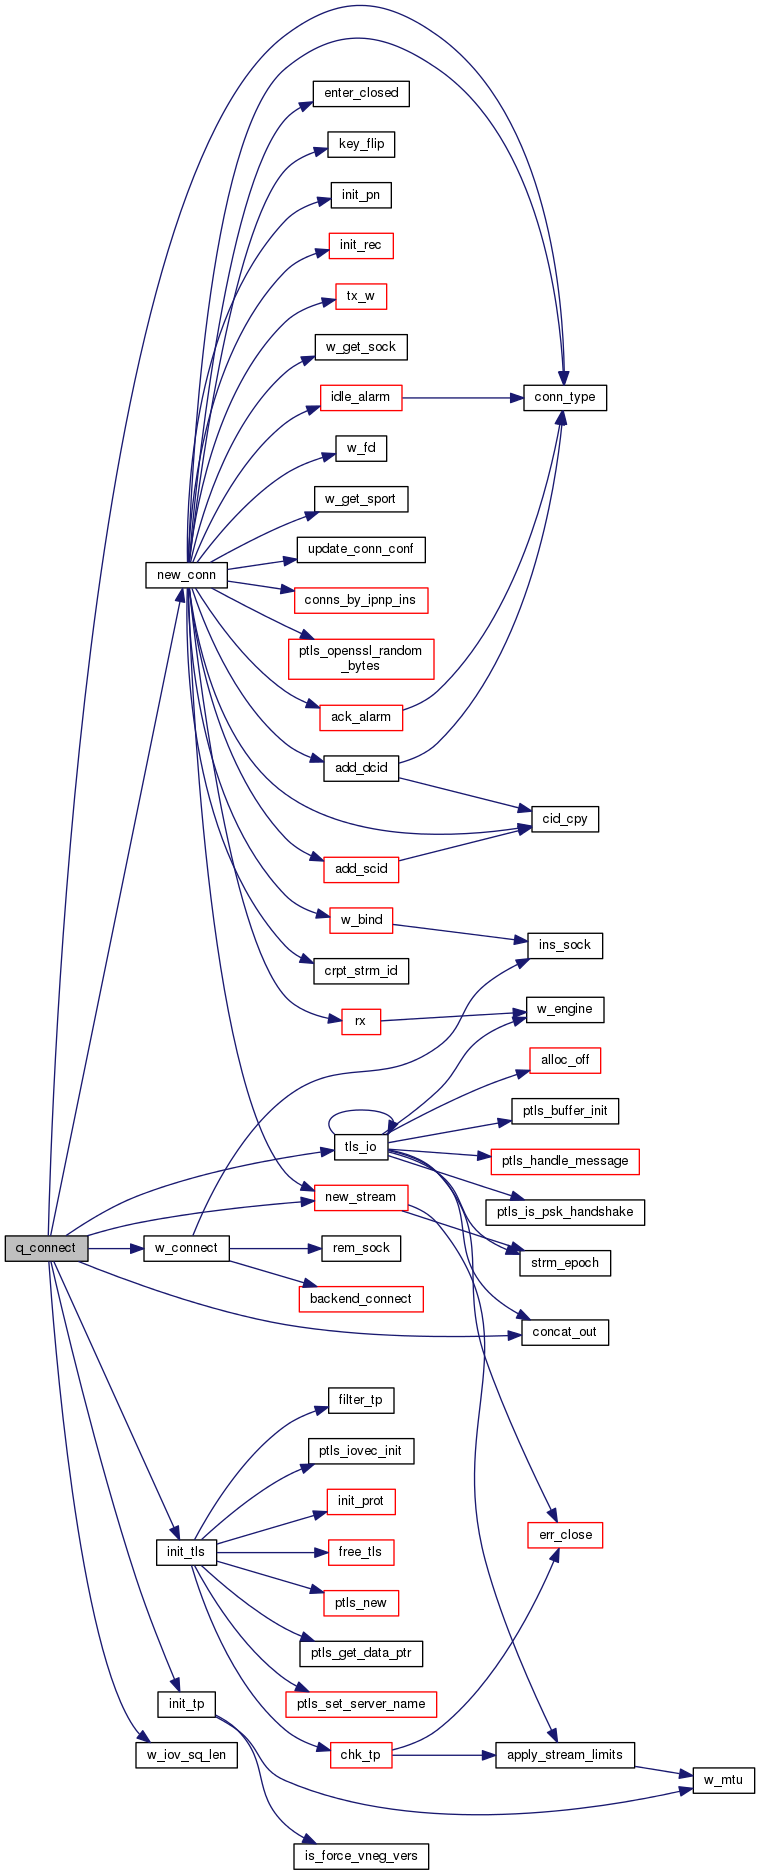 enter_closed
key_flip
init_pn
init_rec
tx_w
w_get_sock
idle_alarm
conn_type
w_fd
w_get_sport
update_conn_conf
new_conn
conns_by_ipnp_ins
ptls_openssl_random
_bytes
ack_alarm
add_dcid
cid_cpy
add_scid
w_bind
ins_sock
crpt_strm_id
w_engine
rx
alloc_off
ptls_buffer_init
tls_io
ptls_handle_message
new_stream
ptls_is_psk_handshake
q_connect
w_connect
rem_sock
strm_epoch
backend_connect
concat_out
filter_tp
ptls_iovec_init
init_prot
err_close
init_tls
free_tls
ptls_new
ptls_get_data_ptr
init_tp
ptls_set_server_name
w_iov_sq_len
chk_tp
apply_stream_limits
w_mtu
is_force_vneg_vers